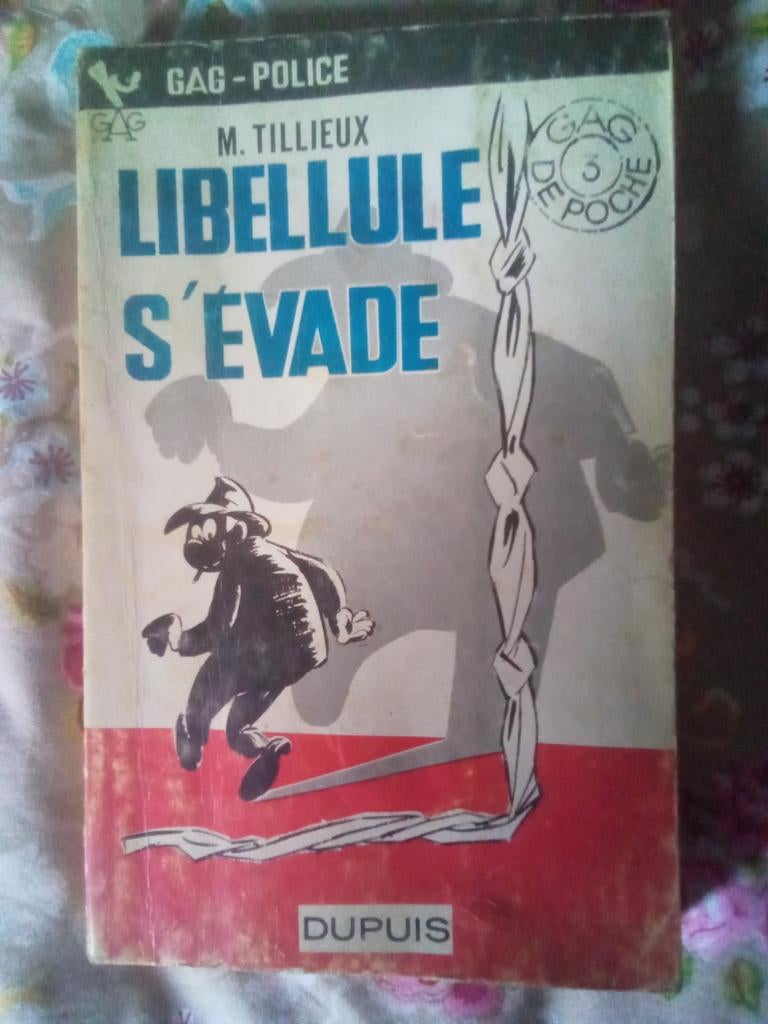 GAG - POLICE
GAG
M. TILLIEUX
LIBELLULE
S'ÉVADE
GAG
3
DE POCHE
DUPUIS